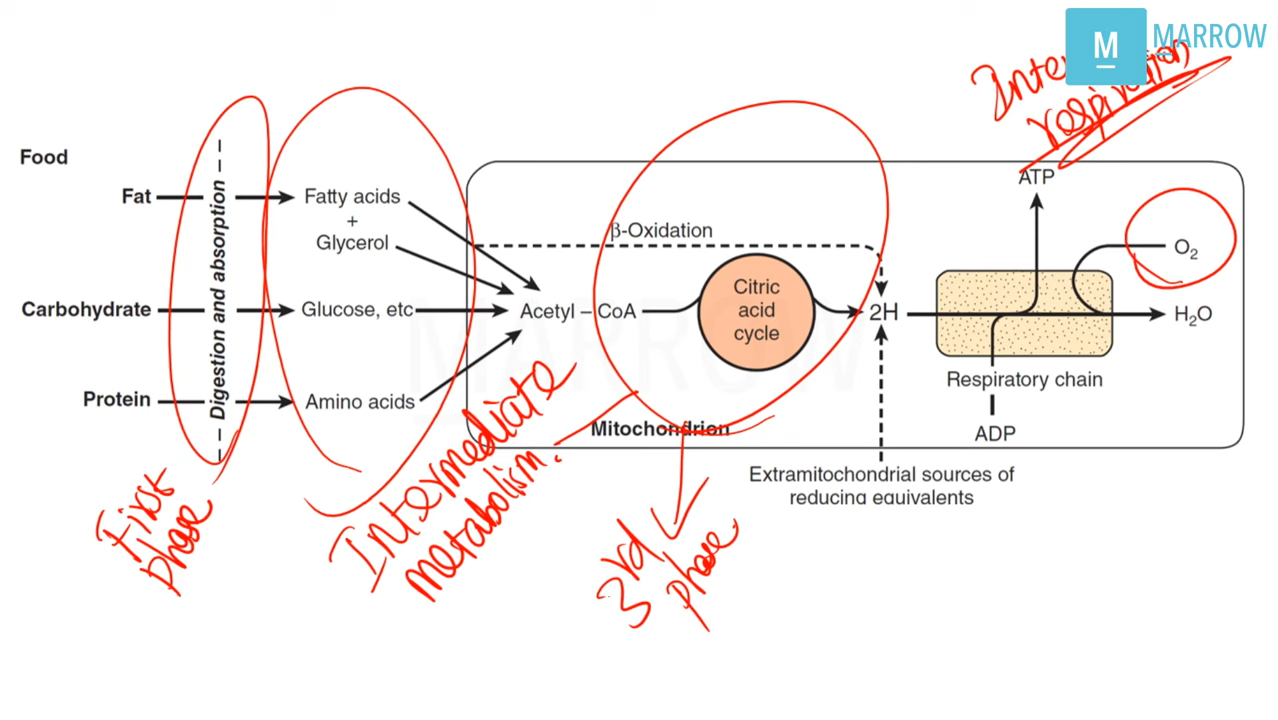 M MARROW
respiration
Food
ATP
Fat
Fatty acids
+
Glycerol
β-Oxidation
O2
Digestion and absorption
Carbohydrate
Glucose, etc
Acetyl – CoA
Citric
acid
cycle
2H
H2O
Protein
Amino acids
Respiratory chain
Mitochondrion
ADP
Extramitochondrial sources of
reducing equivalents
First
phase
Intermediate
metabolism.
3rd
phase
MARROW